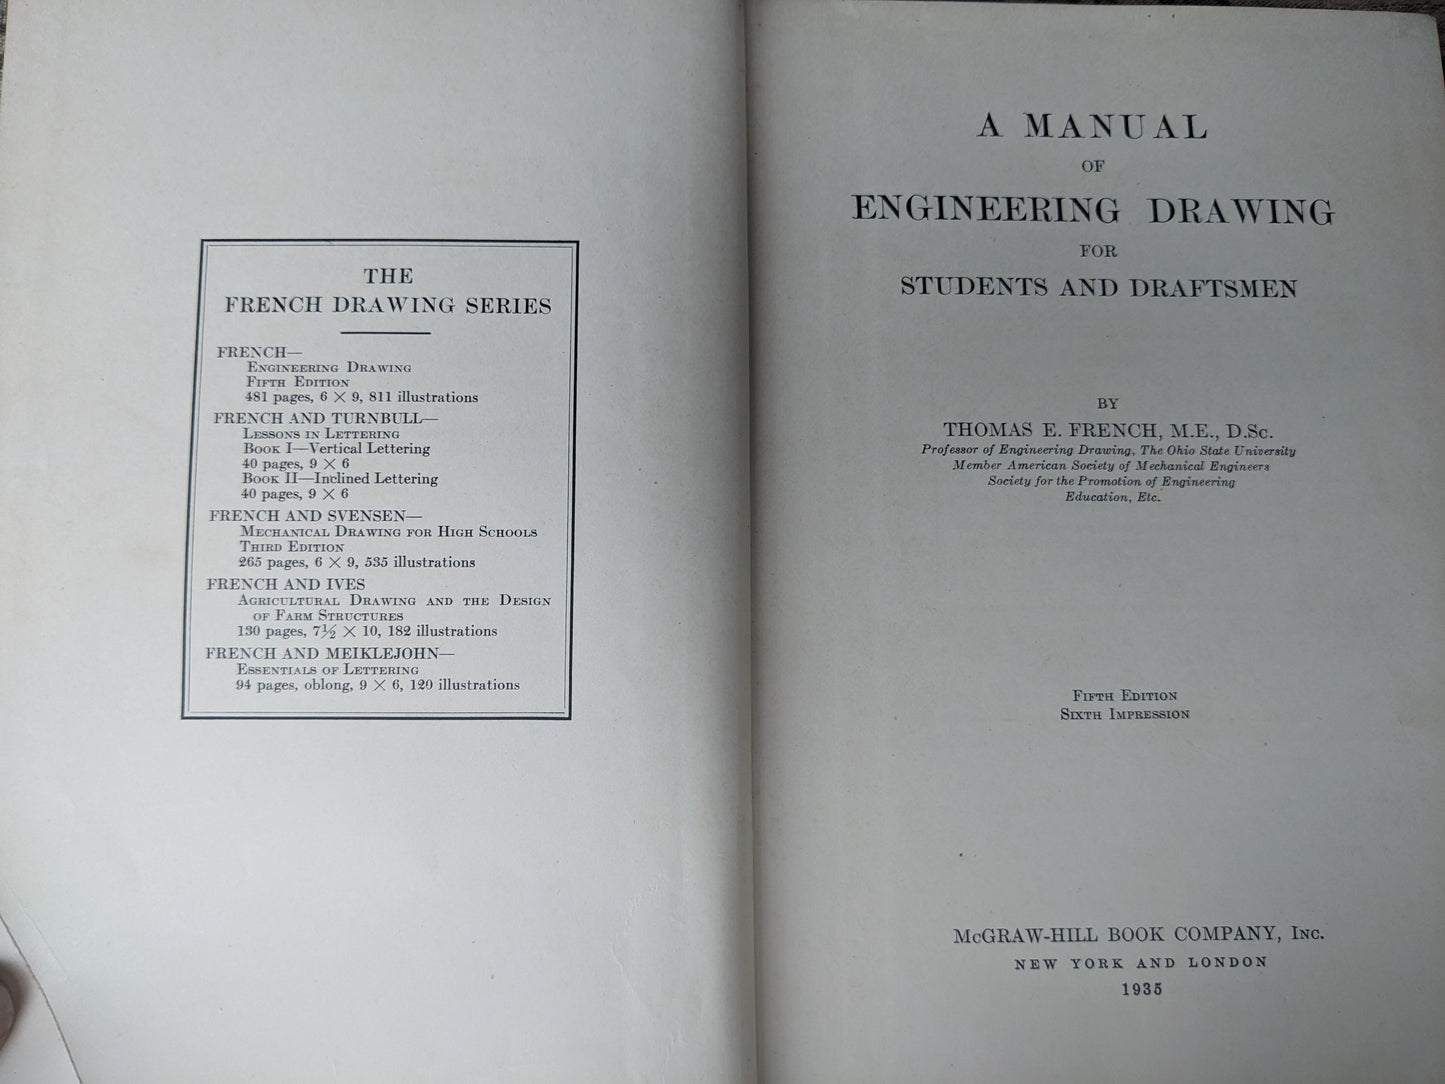 THE
FRENCH DRAWING SERIES
FRENCH—
ENGINEERING DRAWING
FIFTH EDITION
481 pages, 6 × 9, 811 illustrations
FRENCH AND TURNBULL—
LESSONS IN LETTERING
BOOK I—Vertical Lettering
40 pages, 9 × 6
BOOK II—Inclined Lettering
40 pages, 9 × 6
FRENCH AND SVENSEN—
MECHANICAL DRAWING FOR HIGH SCHOOLS
THIRD EDITION
265 pages, 6 × 9, 535 illustrations
FRENCH AND IVES
AGRICULTURAL DRAWING AND THE DESIGN
OF FARM STRUCTURES
130 pages, 7½ × 10, 182 illustrations
FRENCH AND MEIKLEJOHN—
ESSENTIALS OF LETTERING
94 pages, oblong, 9 × 6, 120 illustrations
A MANUAL
OF
ENGINEERING DRAWING
FOR
STUDENTS AND DRAFTSMEN
BY
THOMAS E. FRENCH, M.E., D.Sc.
Professor of Engineering Drawing, The Ohio State University
Member American Society of Mechanical Engineers
Society for the Promotion of Engineering
Education, Etc.
FIFTH EDITION
SIXTH IMPRESSION
McGRAW-HILL BOOK COMPANY, INC.
NEW YORK AND LONDON
1935